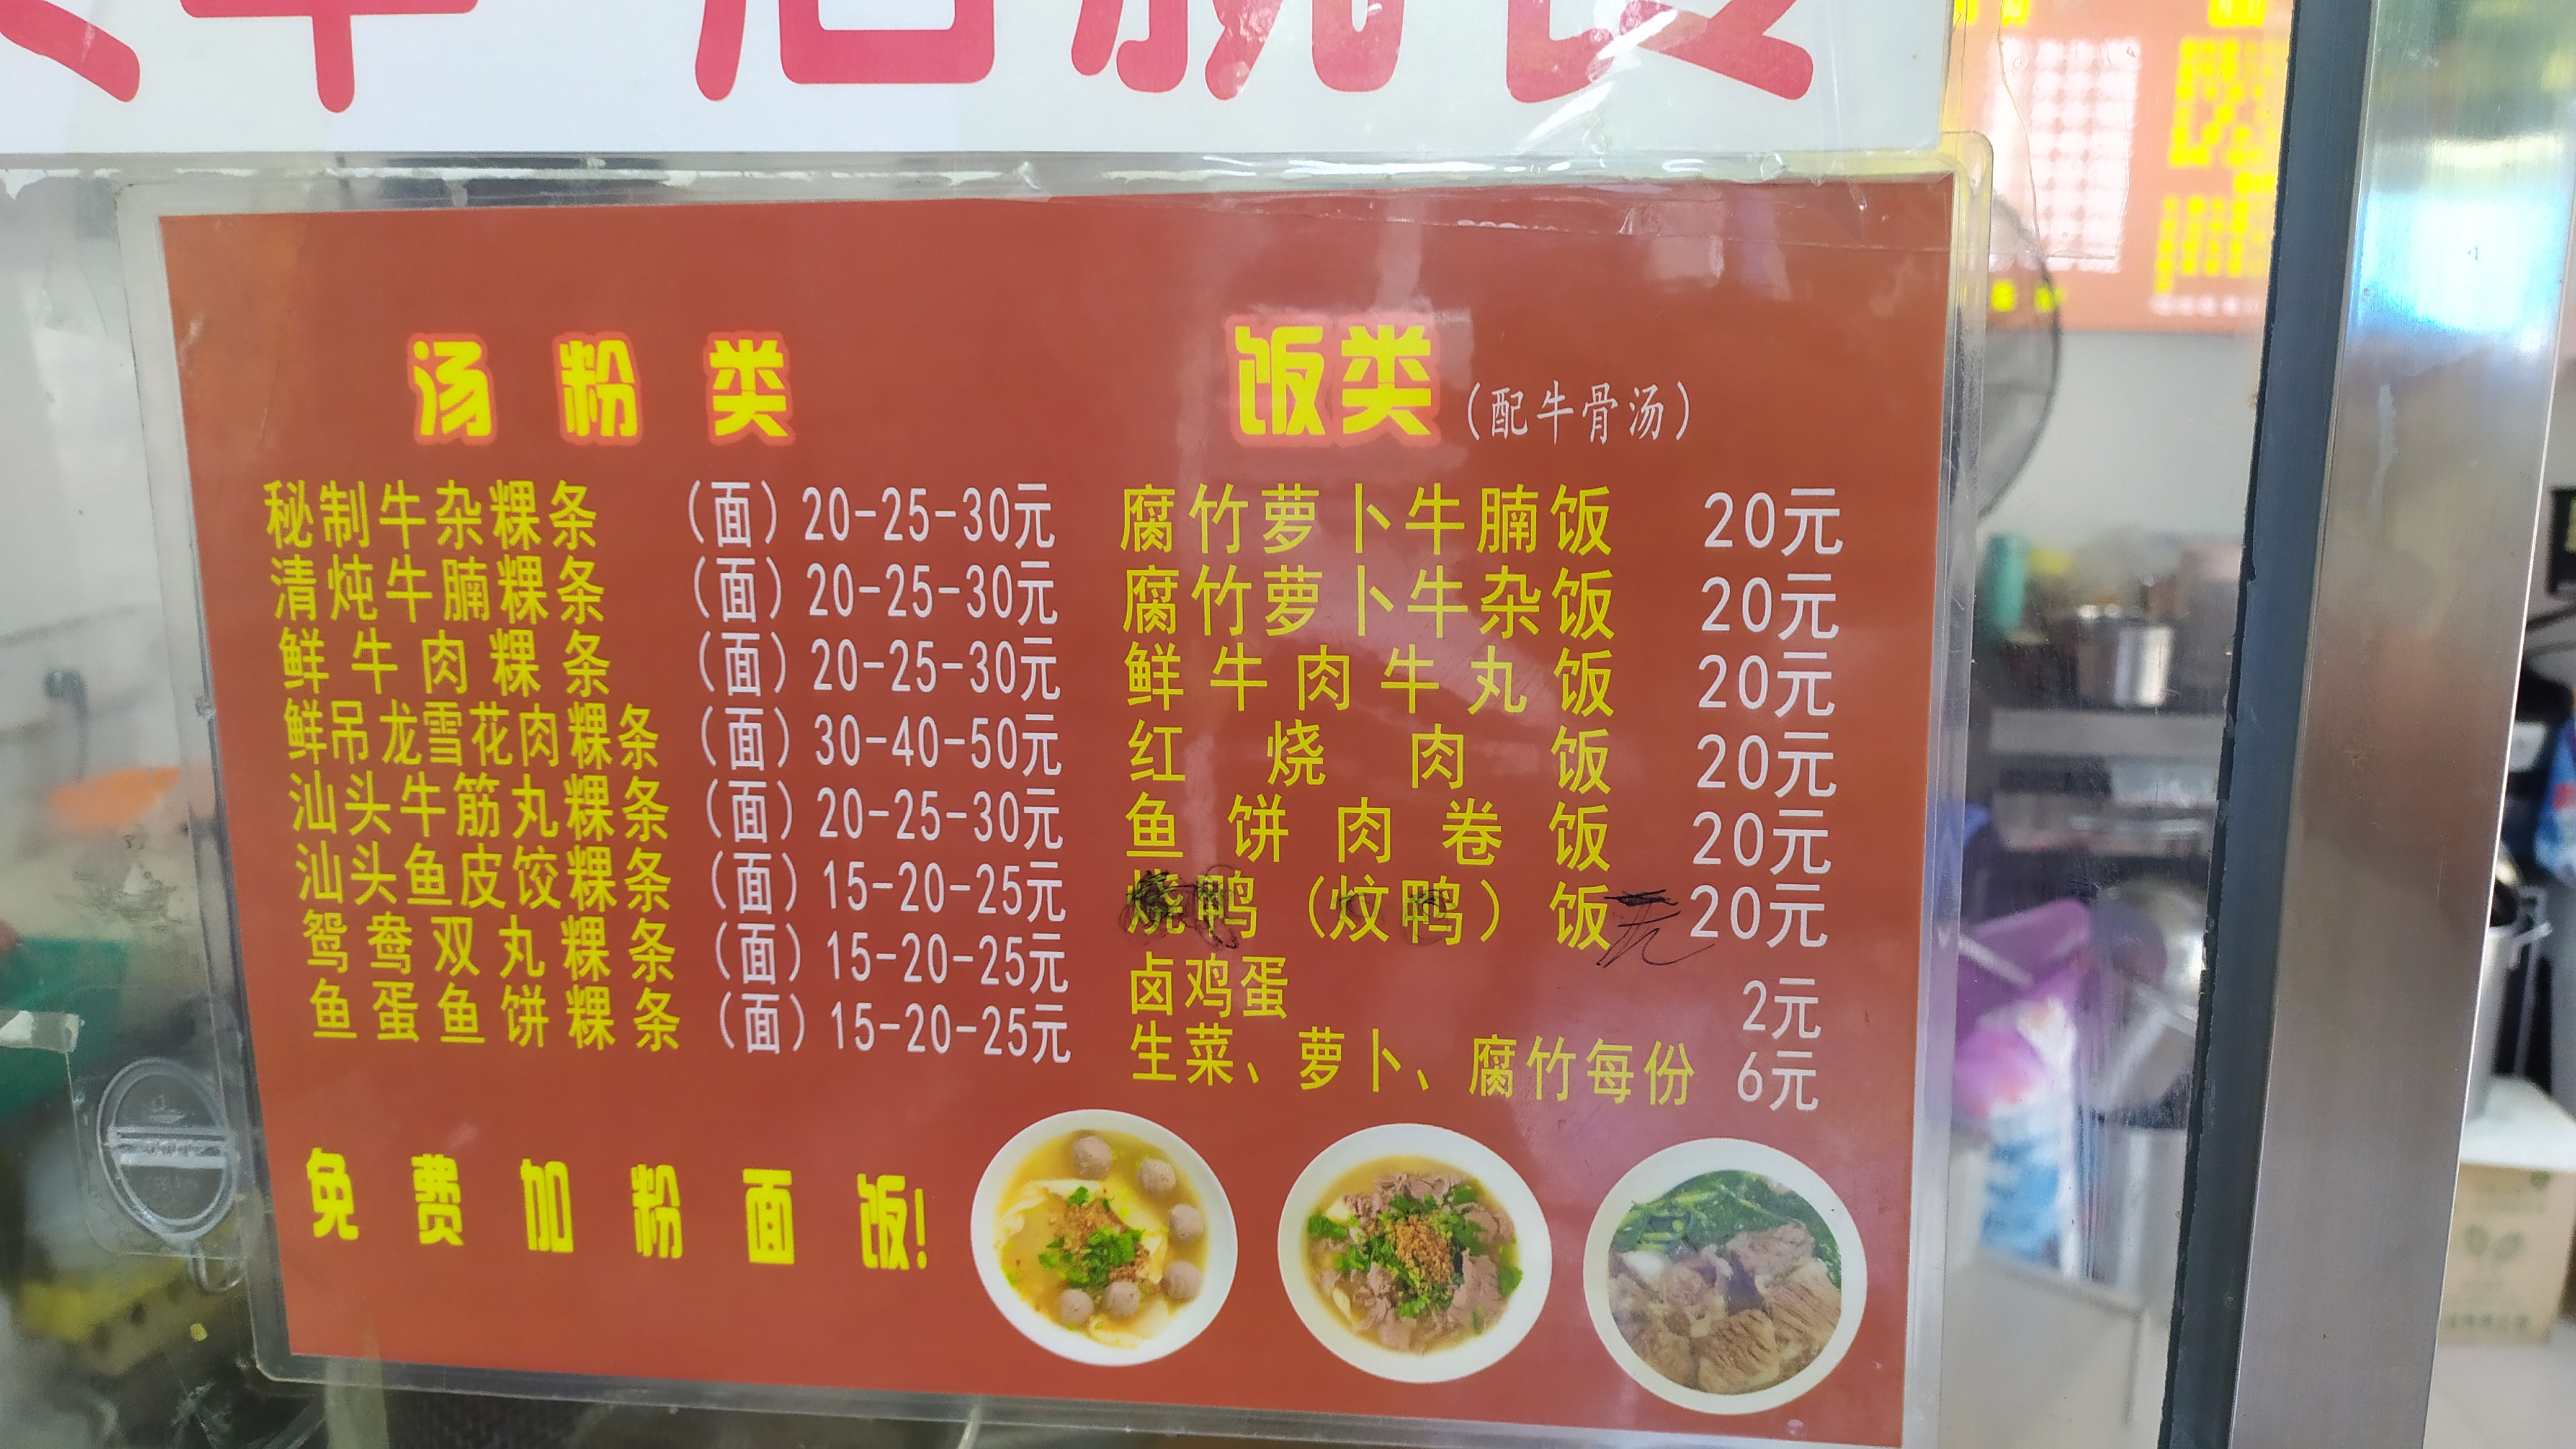 汤粉类
秘制牛杂粿条 (面) 20-25-30元
清炖牛腩粿条 (面) 20-25-30元
鲜牛肉粿条 (面) 20-25-30元
鲜吊龙雪花肉粿条 (面) 30-40-50元
汕头牛筋丸粿条 (面) 20-25-30元
汕头鱼皮饺粿条 (面) 15-20-25元
鸳鸯双丸粿条 (面) 15-20-25元
鱼蛋鱼饼粿条 (面) 15-20-25元
免费加粉面饭!
饭类 (配牛骨汤)
腐竹萝卜牛腩饭 20元
腐竹萝卜牛杂饭 20元
鲜牛肉牛丸饭 20元
红烧肉饭 20元
鱼饼肉卷饭 20元
烧鸭 (炆鸭) 饭 无 20元
卤鸡蛋 2元
生菜、萝卜、腐竹每份 6元